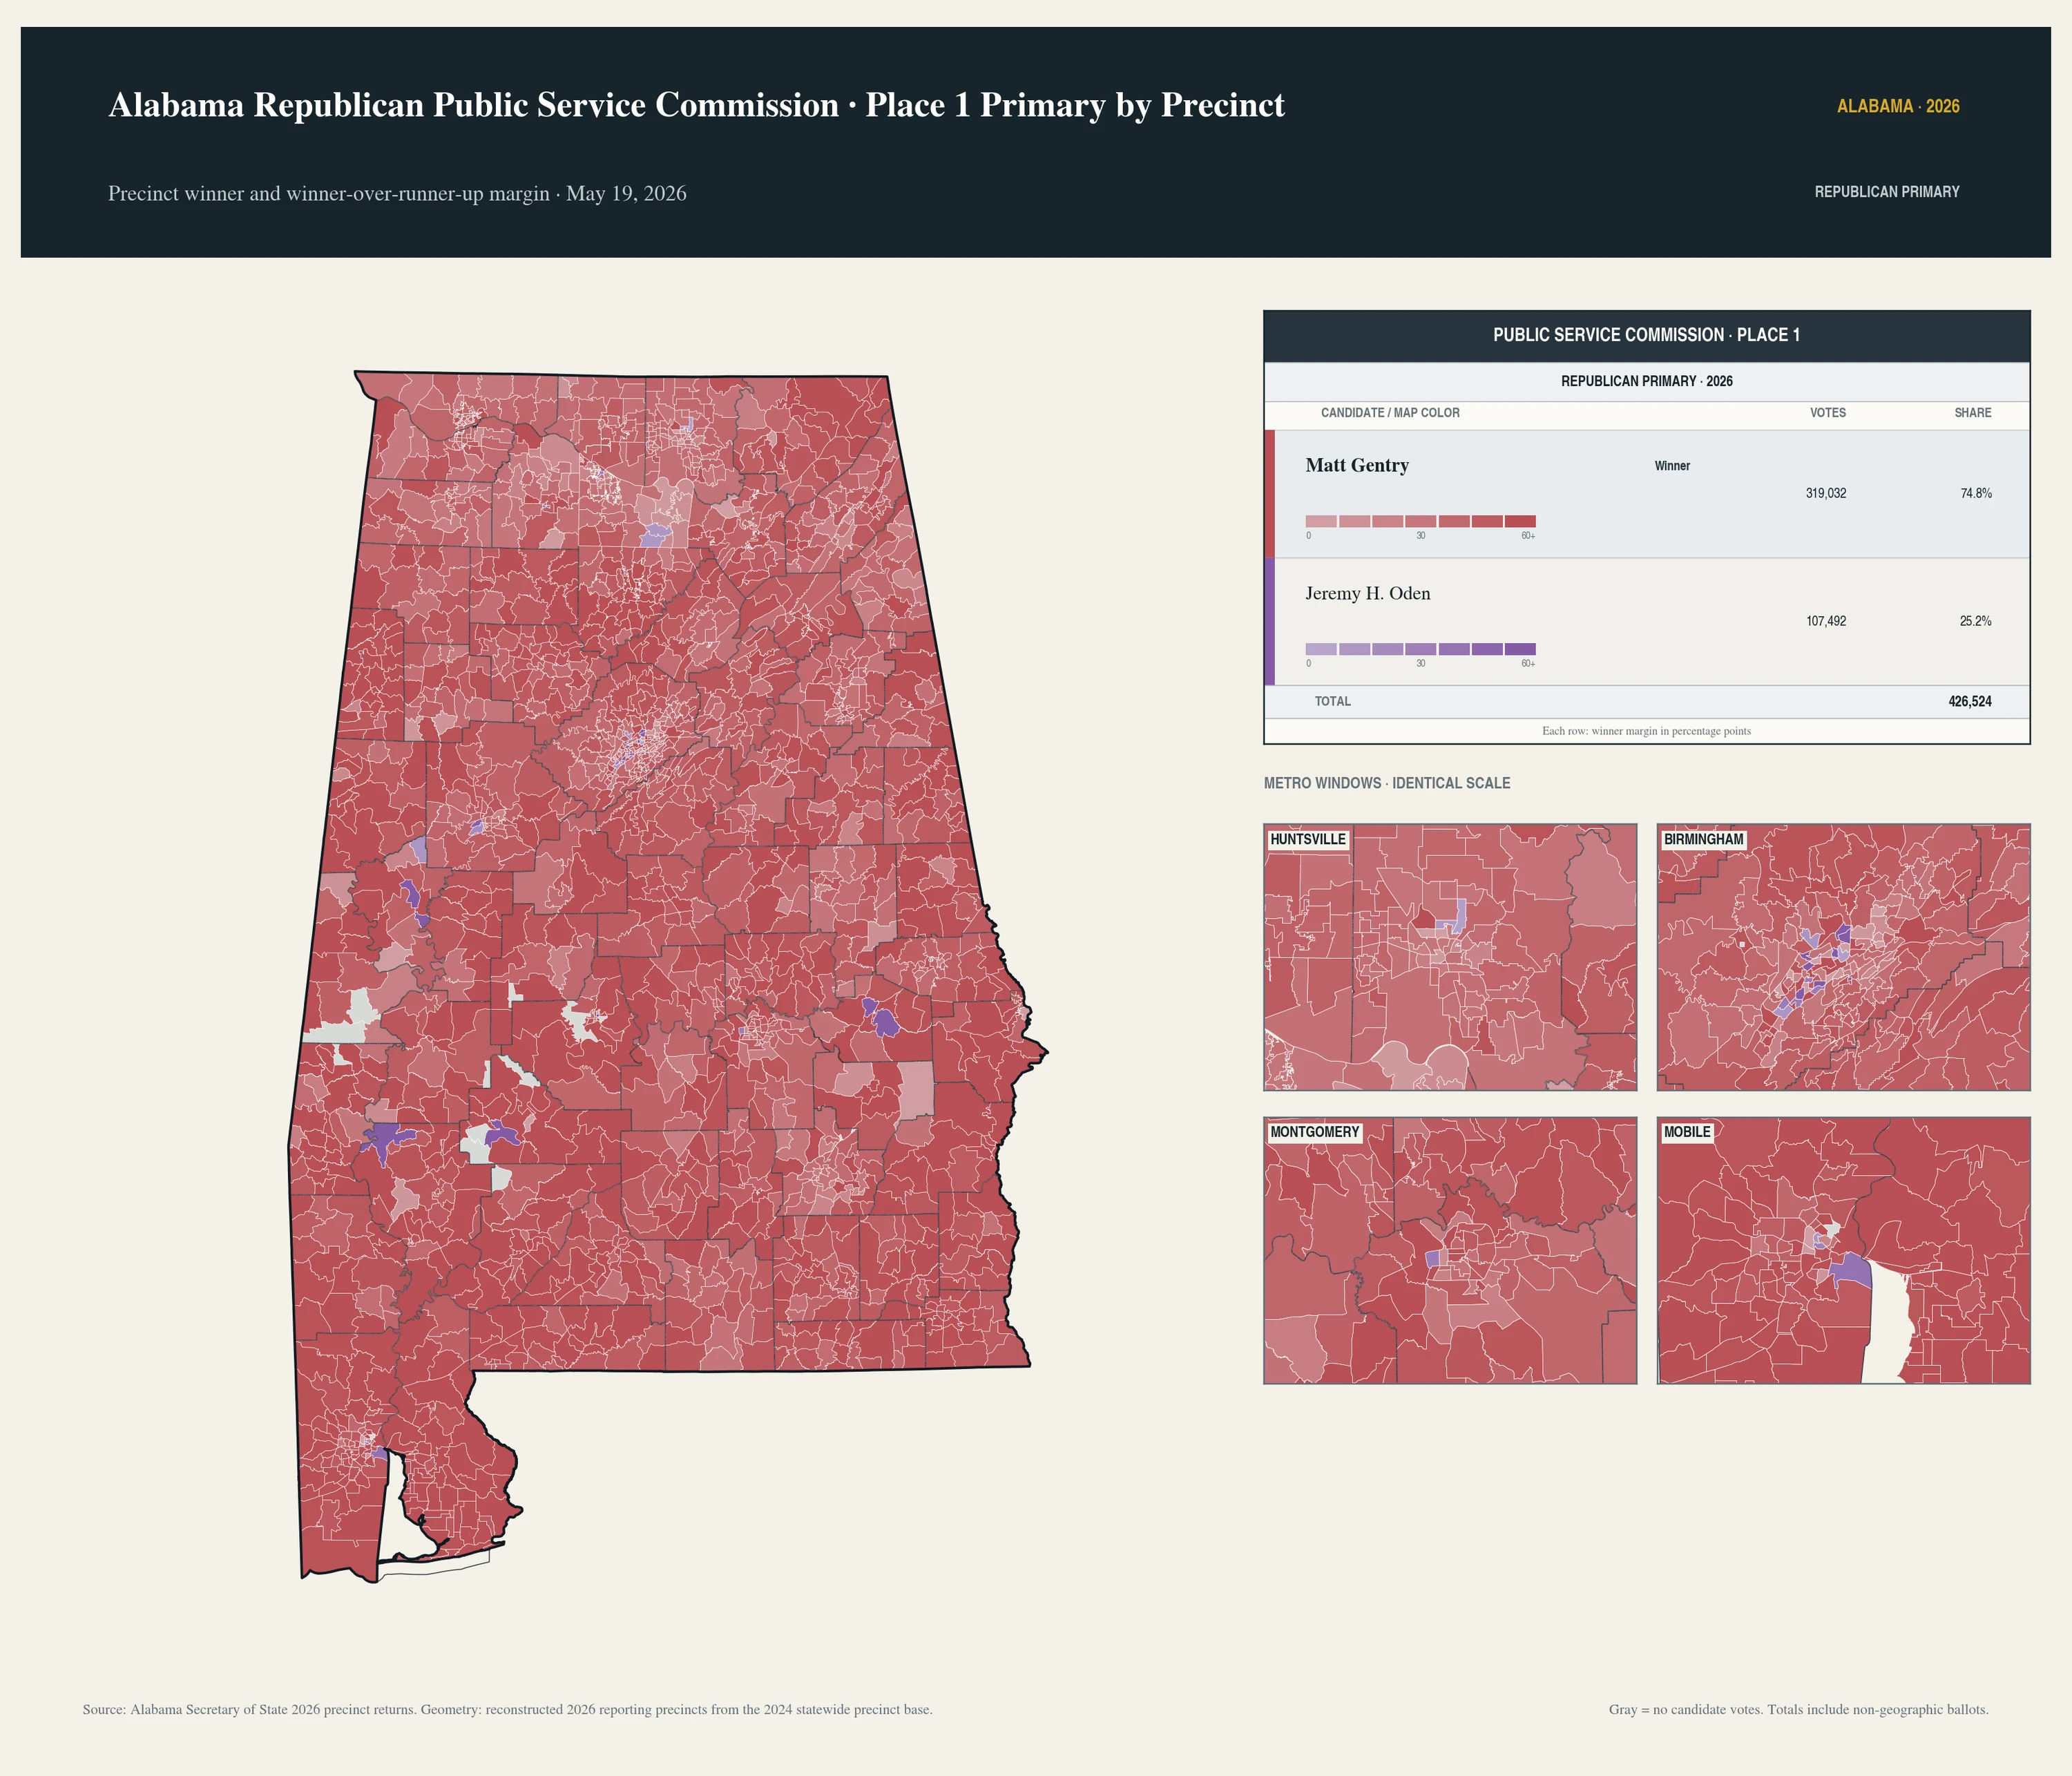 Alabama Republican Public Service Commission · Place 1 Primary by Precinct
ALABAMA · 2026
Precinct winner and winner-over-runner-up margin · May 19, 2026
REPUBLICAN PRIMARY
PUBLIC SERVICE COMMISSION · PLACE 1
REPUBLICAN PRIMARY · 2026
CANDIDATE / MAP COLOR VOTES SHARE
Matt Gentry Winner
319,032 74.8%
0 30 60+
Jeremy H. Oden
107,492 25.2%
0 30 60+
TOTAL 426,524
Each row: winner margin in percentage points
METRO WINDOWS · IDENTICAL SCALE
HUNTSVILLE
BIRMINGHAM
MONTGOMERY
MOBILE
Source: Alabama Secretary of State 2026 precinct returns. Geometry: reconstructed 2026 reporting precincts from the 2024 statewide precinct base.
Gray = no candidate votes. Totals include non-geographic ballots.